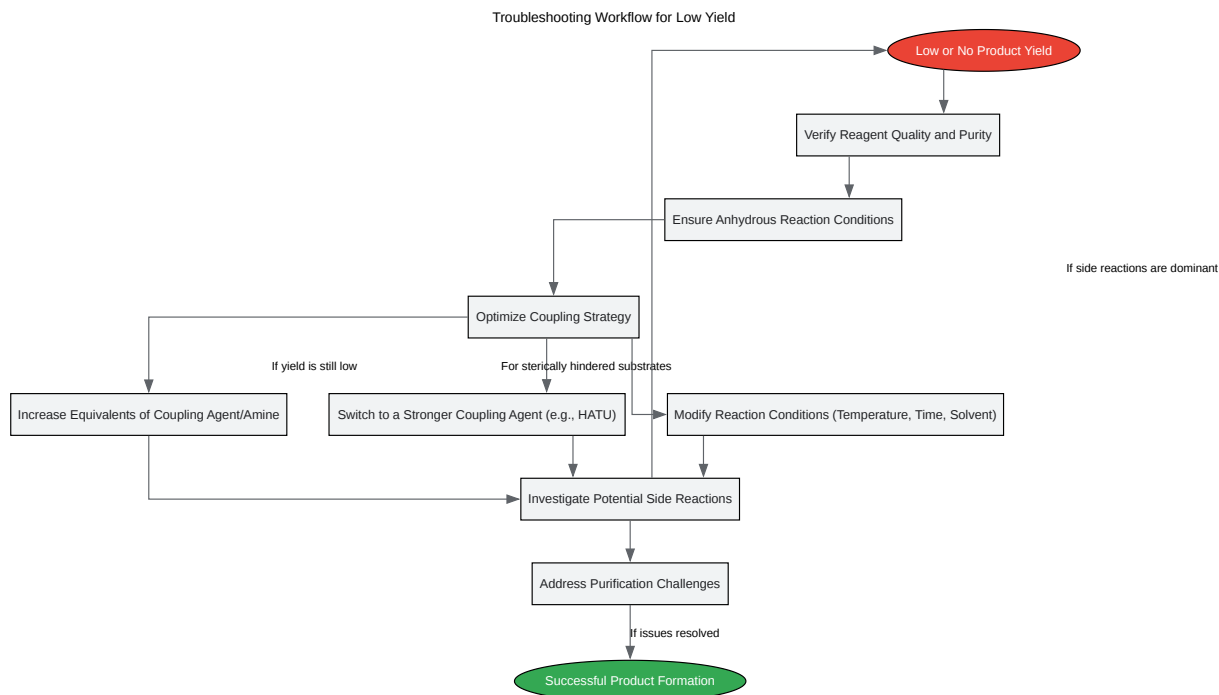 Troubleshooting Workflow for Low Yield
Low or No Product Yield
Verify Reagent Quality and Purity
Ensure Anhydrous Reaction Conditions
If side reactions are dominant
Optimize Coupling Strategy
If yield is still low
For sterically hindered substrates
Increase Equivalents of Coupling Agent/Amine
Switch to a Stronger Coupling Agent (e.g., HATU)
Modify Reaction Conditions (Temperature, Time, Solvent)
Investigate Potential Side Reactions
Address Purification Challenges
If issues resolved
Successful Product Formation